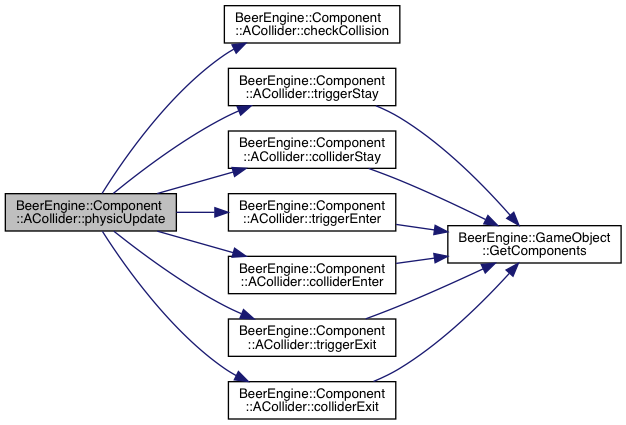 BeerEngine::Component
::ACollider::physicUpdate
BeerEngine::Component
::ACollider::checkCollision
BeerEngine::Component
::ACollider::triggerStay
BeerEngine::Component
::ACollider::colliderStay
BeerEngine::Component
::ACollider::triggerEnter
BeerEngine::Component
::ACollider::colliderEnter
BeerEngine::Component
::ACollider::triggerExit
BeerEngine::Component
::ACollider::colliderExit
BeerEngine::GameObject
::GetComponents